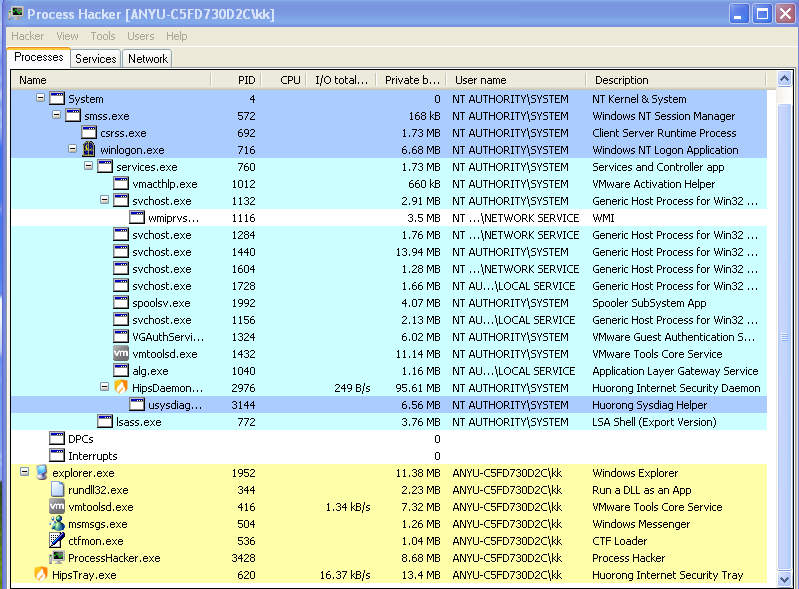 Process Hacker [ANYU-C5FD730D2C\kk]
Hacker View Tools Users Help
Processes Services Network
Name PID CPU I/O total... Private b... User name Description
System 4 0 NT AUTHORITY\SYSTEM NT Kernel & System
smss.exe 572 168 kB NT AUTHORITY\SYSTEM Windows NT Session Manager
csrss.exe 692 1.73 MB NT AUTHORITY\SYSTEM Client Server Runtime Process
winlogon.exe 716 6.68 MB NT AUTHORITY\SYSTEM Windows NT Logon Application
services.exe 760 1.73 MB NT AUTHORITY\SYSTEM Services and Controller app
vmacthlp.exe 1012 660 kB NT AUTHORITY\SYSTEM VMware Activation Helper
svchost.exe 1132 2.91 MB NT AUTHORITY\SYSTEM Generic Host Process for Win32 ...
wmiprvs... 1116 3.5 MB NT ...\NETWORK SERVICE WMI
svchost.exe 1284 1.76 MB NT ...\NETWORK SERVICE Generic Host Process for Win32 ...
svchost.exe 1440 13.94 MB NT AUTHORITY\SYSTEM Generic Host Process for Win32 ...
svchost.exe 1604 1.28 MB NT ...\NETWORK SERVICE Generic Host Process for Win32 ...
svchost.exe 1728 1.66 MB NT AU...\LOCAL SERVICE Generic Host Process for Win32 ...
spoolsv.exe 1992 4.07 MB NT AUTHORITY\SYSTEM Spooler SubSystem App
svchost.exe 1156 2.13 MB NT AU...\LOCAL SERVICE Generic Host Process for Win32 ...
VGAuthServi... 1324 6.02 MB NT AUTHORITY\SYSTEM VMware Guest Authentication S...
vm vmtoolsd.exe 1432 11.14 MB NT AUTHORITY\SYSTEM VMware Tools Core Service
alg.exe 1040 1.16 MB NT AU...\LOCAL SERVICE Application Layer Gateway Service
HipsDaemon... 2976 249 B/s 95.61 MB NT AUTHORITY\SYSTEM Huorong Internet Security Daemon
usysdiag... 3144 6.56 MB NT AUTHORITY\SYSTEM Huorong Sysdiag Helper
lsass.exe 772 3.76 MB NT AUTHORITY\SYSTEM LSA Shell (Export Version)
DPCs 0
Interrupts 0
explorer.exe 1952 11.38 MB ANYU-C5FD730D2C\kk Windows Explorer
rundll32.exe 344 2.23 MB ANYU-C5FD730D2C\kk Run a DLL as an App
vm vmtoolsd.exe 416 1.34 kB/s 7.32 MB ANYU-C5FD730D2C\kk VMware Tools Core Service
msmsgs.exe 504 1.26 MB ANYU-C5FD730D2C\kk Windows Messenger
ctfmon.exe 536 1.04 MB ANYU-C5FD730D2C\kk CTF Loader
ProcessHacker.exe 3428 8.68 MB ANYU-C5FD730D2C\kk Process Hacker
HipsTray.exe 620 16.37 kB/s 13.4 MB ANYU-C5FD730D2C\kk Huorong Internet Security Tray